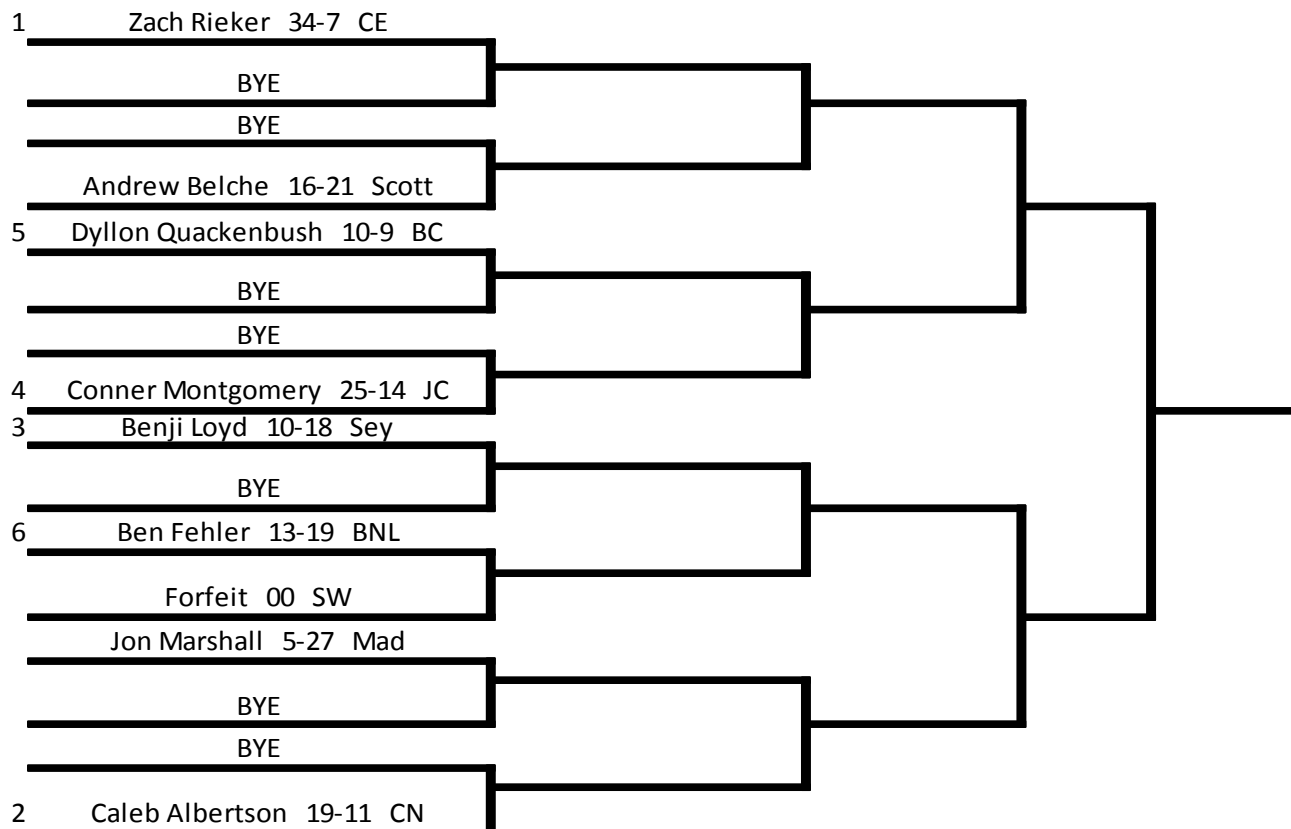 1 Zach Rieker 34-7 CE
BYE
BYE
Andrew Belche 16-21 Scott
5 Dyllon Quackenbush 10-9 BC
BYE
BYE
4 Conner Montgomery 25-14 JC
3 Benji Loyd 10-18 Sey
BYE
6 Ben Fehler 13-19 BNL
Forfeit 00 SW
Jon Marshall 5-27 Mad
BYE
BYE
2 Caleb Albertson 19-11 CN